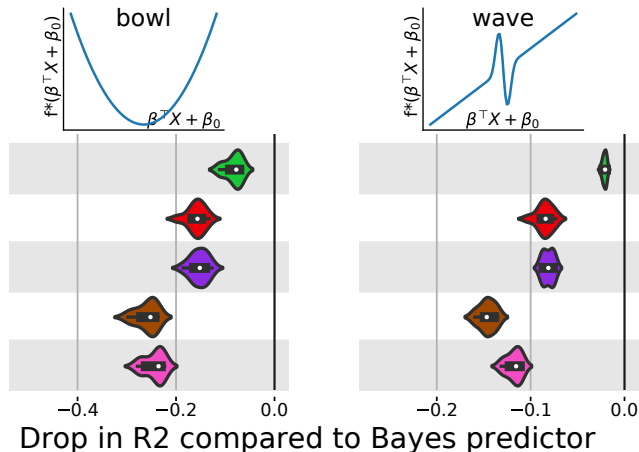 bowl
wave
f*(β⊤X + β₀)
β⊤X + β₀
f*(β⊤X + β₀)
β⊤X + β₀
−0.4
−0.2
0.0
−0.2
−0.1
0.0
Drop in R2 compared to Bayes predictor